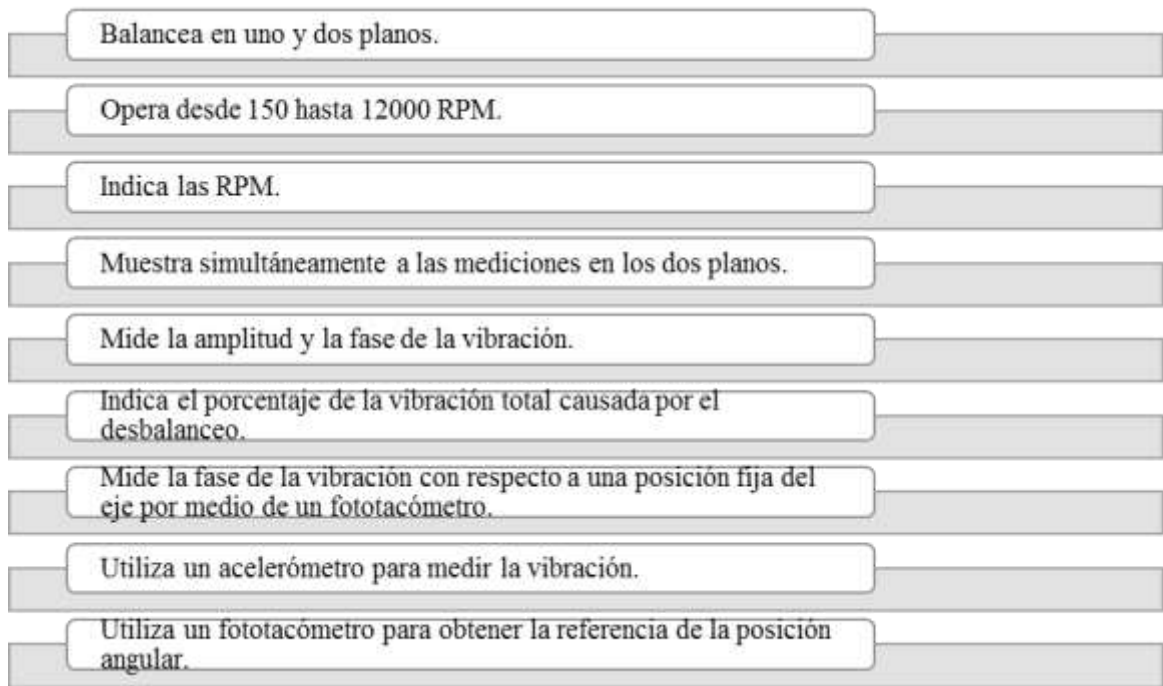 Balancea en uno y dos planos.
Opera desde 150 hasta 12000 RPM.
Indica las RPM.
Muestra simultáneamente a las mediciones en los dos planos.
Mide la amplitud y la fase de la vibración.
Indica el porcentaje de la vibración total causada por el
desbalanceo.
Mide la fase de la vibración con respecto a una posición fija del
eje por medio de un fototacómetro.
Utiliza un acelerómetro para medir la vibración.
Utiliza un fototacómetro para obtener la referencia de la posición
angular.